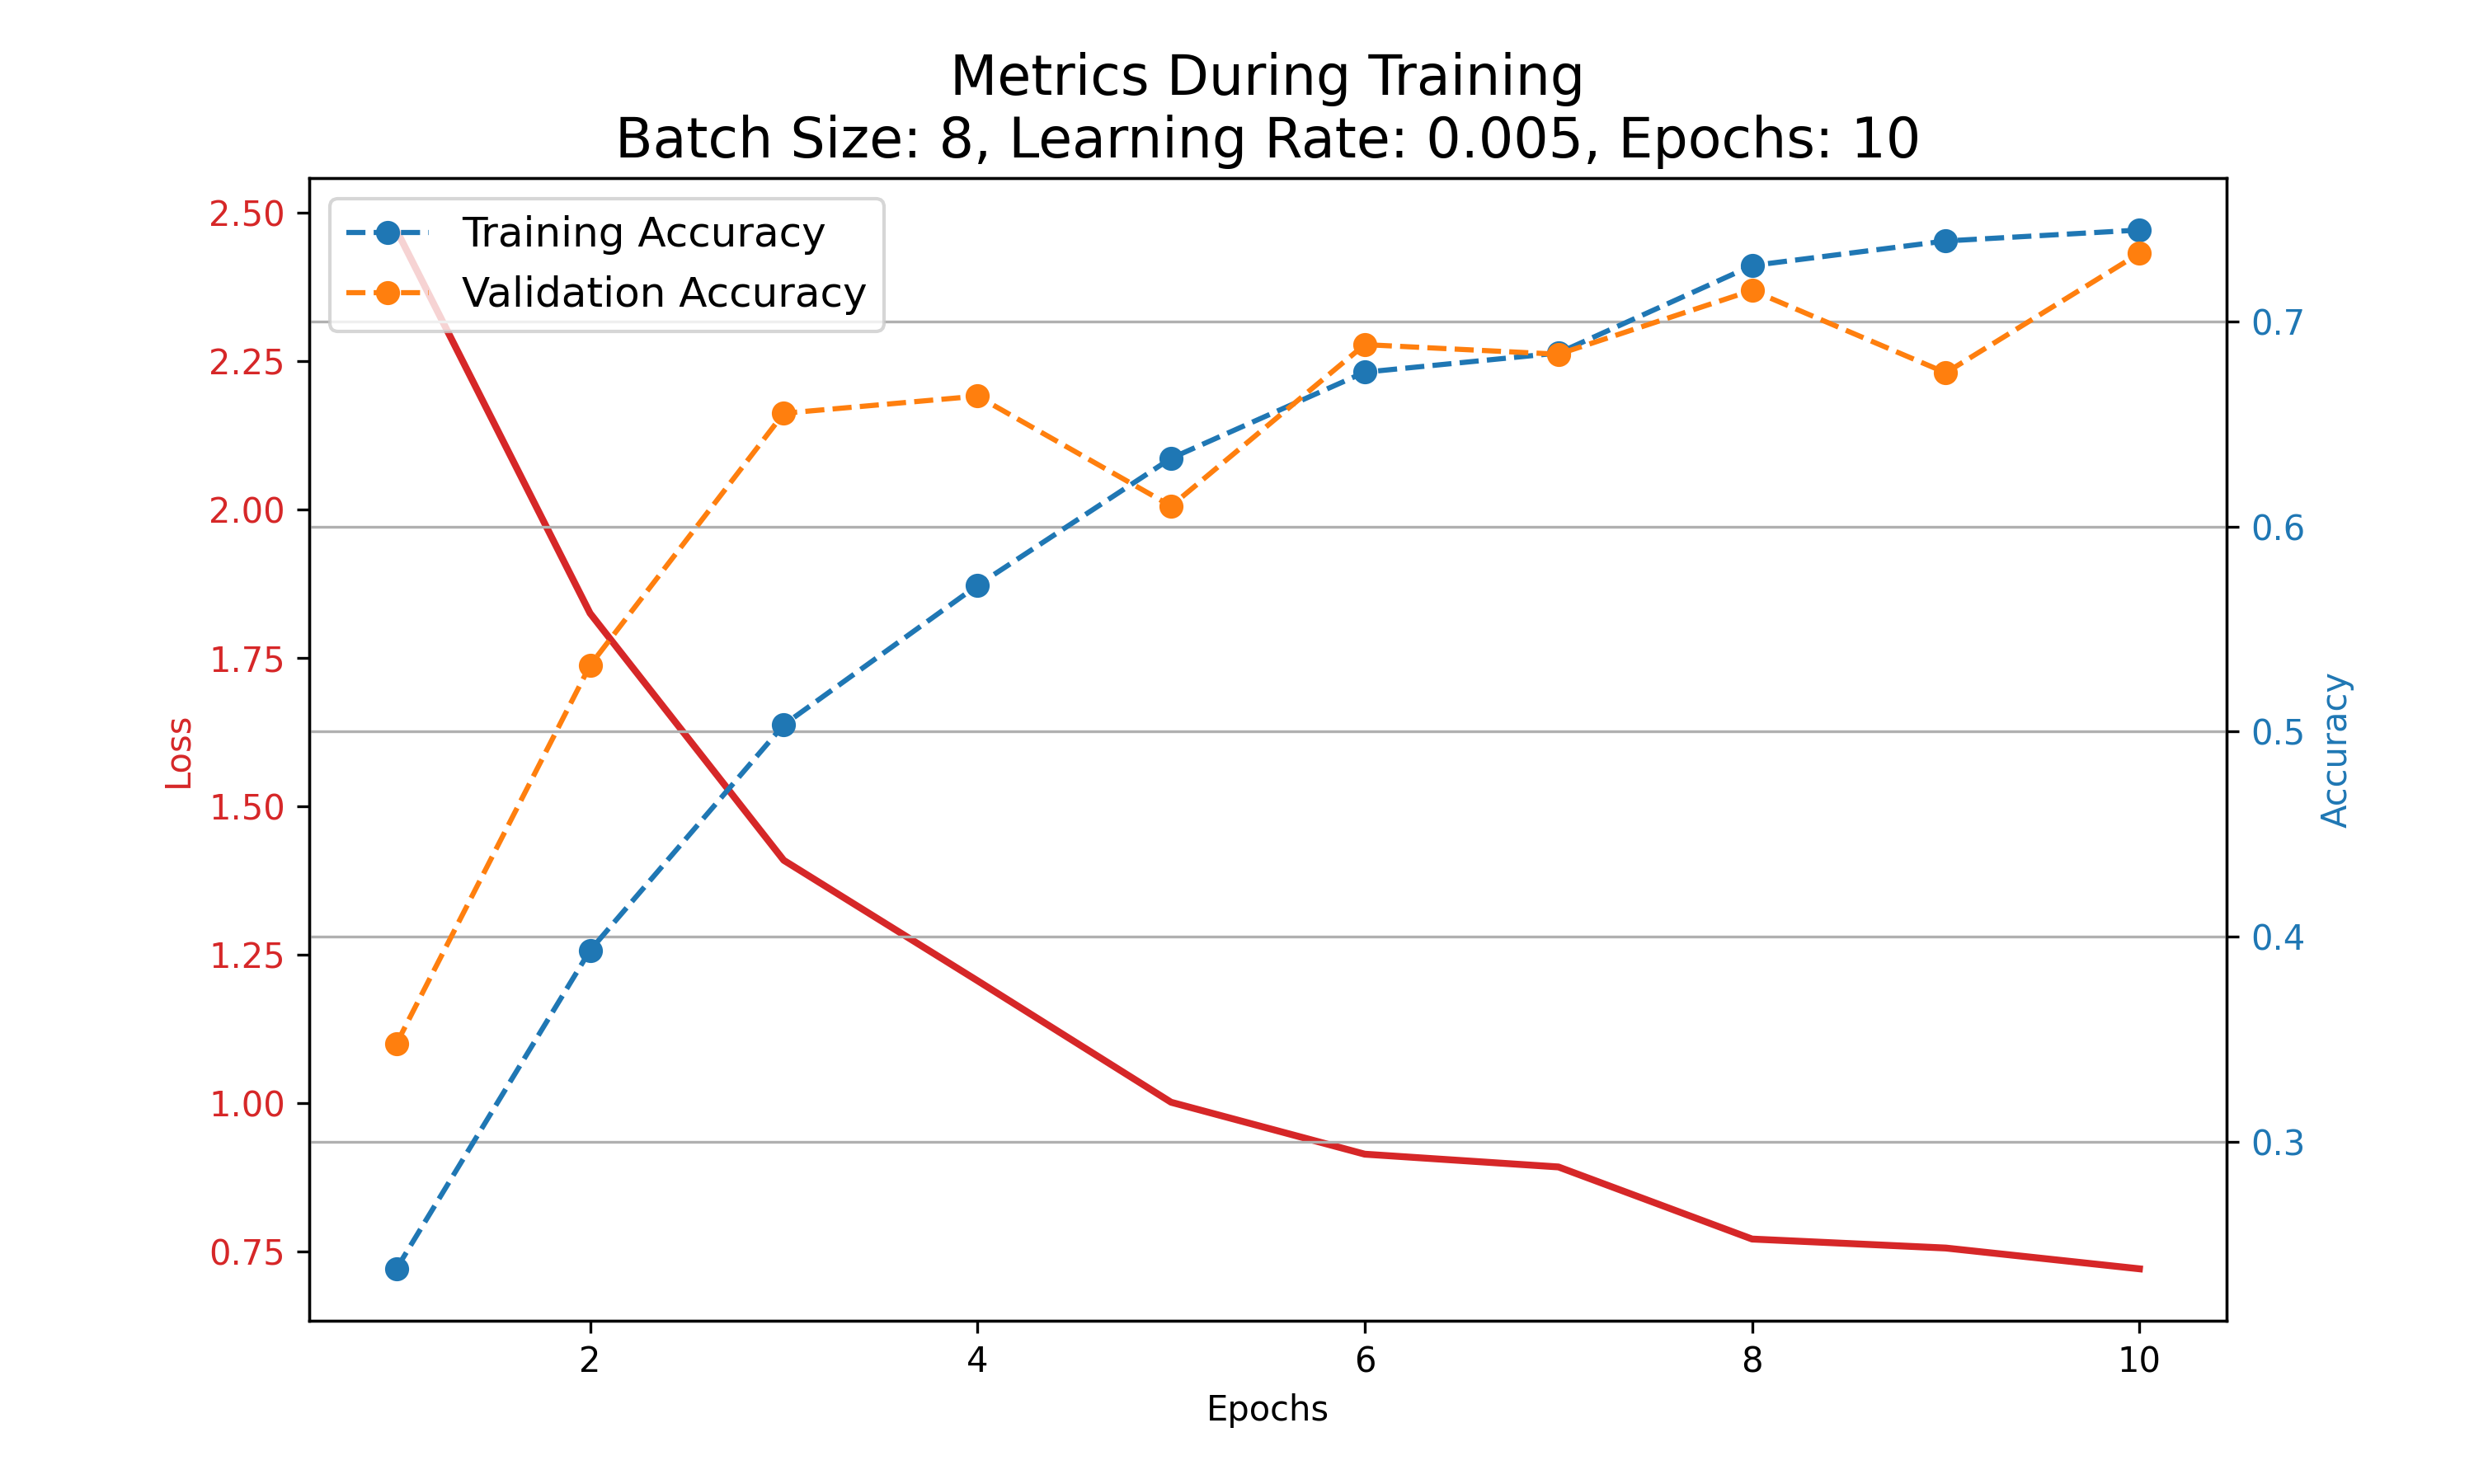 Metrics During Training
Batch Size: 8, Learning Rate: 0.005, Epochs: 10
Training Accuracy
Validation Accuracy
2.50
2.25
2.00
1.75
1.50
1.25
1.00
0.75
Loss
0.7
0.6
0.5
0.4
0.3
Accuracy
2
4
6
8
10
Epochs